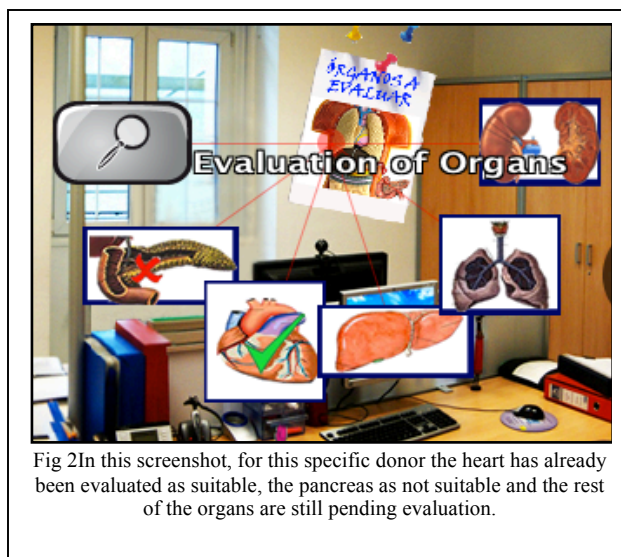 ÓRGANOS A
EVALUAR
Evaluation of Organs
Fig 2In this screenshot, for this specific donor the heart has already
been evaluated as suitable, the pancreas as not suitable and the rest
of the organs are still pending evaluation.